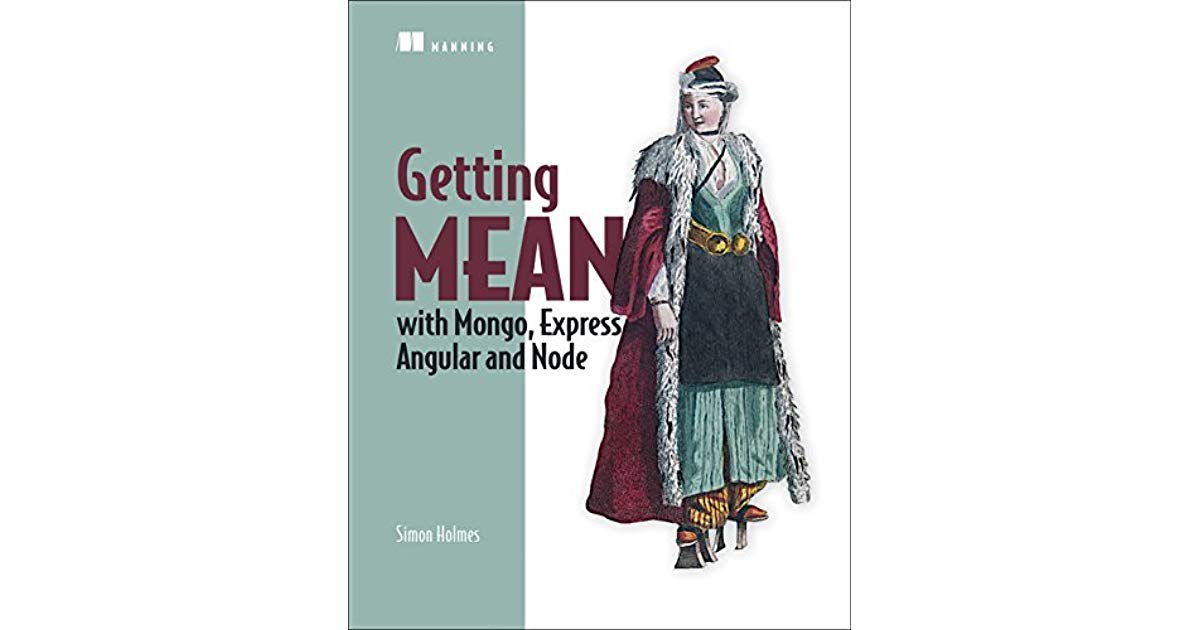 MANNING
Getting
MEAN
with Mongo, Express
Angular and Node
Simon Holmes